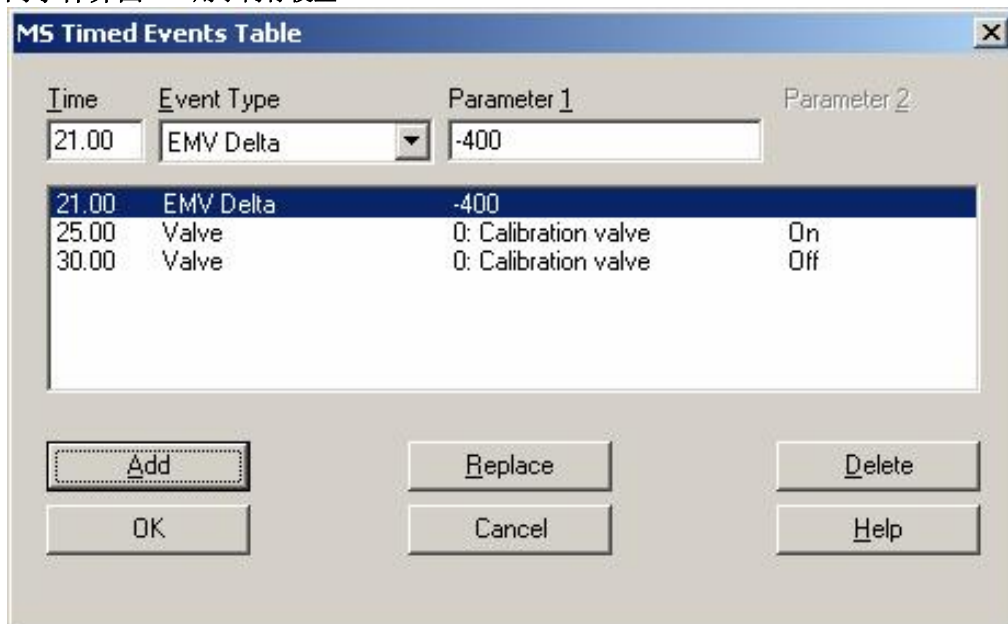 MS Timed Events Table
Time Event Type Parameter 1 Parameter 2
21.00 EMV Delta -400
21.00 EMV Delta -400
25.00 Valve 0: Calibration valve On
30.00 Valve 0: Calibration valve Off
Add Replace Delete
OK Cancel Help